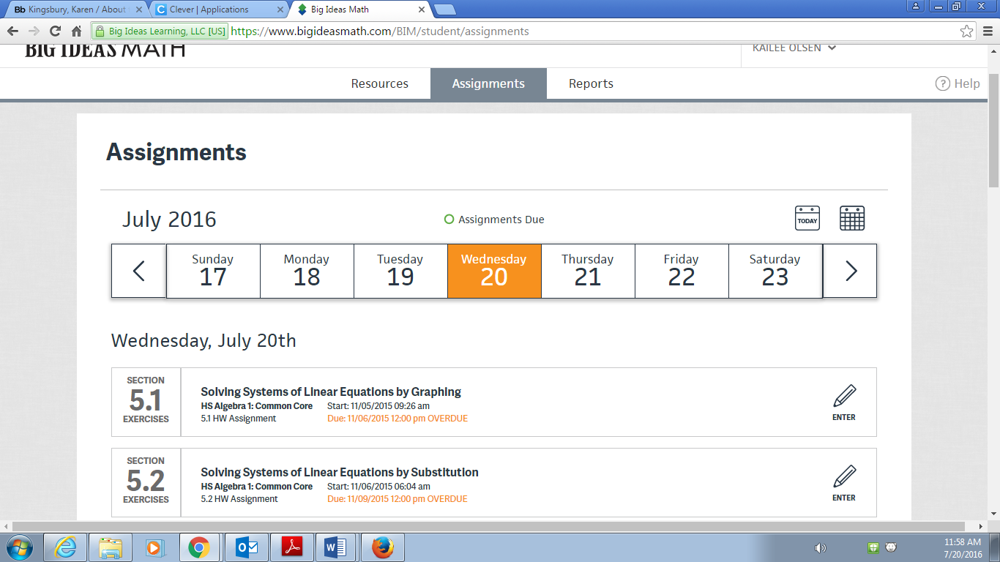 Bb Kingsbury, Karen / About
Clever | Applications
Big Ideas Math
Big Ideas Learning, LLC [US] https://www.bigideasmath.com/BIM/student/assignments
BIG IDEAS MATH
KAILEE OLSEN
Resources
Assignments
Reports
? Help
Assignments
July 2016
Assignments Due
TODAY
Sunday
17
Monday
18
Tuesday
19
Wednesday
20
Thursday
21
Friday
22
Saturday
23
Wednesday, July 20th
SECTION
5.1
EXERCISES
Solving Systems of Linear Equations by Graphing
HS Algebra 1: Common Core Start: 11/05/2015 09:26 am
5.1 HW Assignment Due: 11/06/2015 12:00 pm OVERDUE
ENTER
SECTION
5.2
EXERCISES
Solving Systems of Linear Equations by Substitution
HS Algebra 1: Common Core Start: 11/06/2015 06:04 am
5.2 HW Assignment Due: 11/09/2015 12:00 pm OVERDUE
ENTER
11:58 AM
7/20/2016